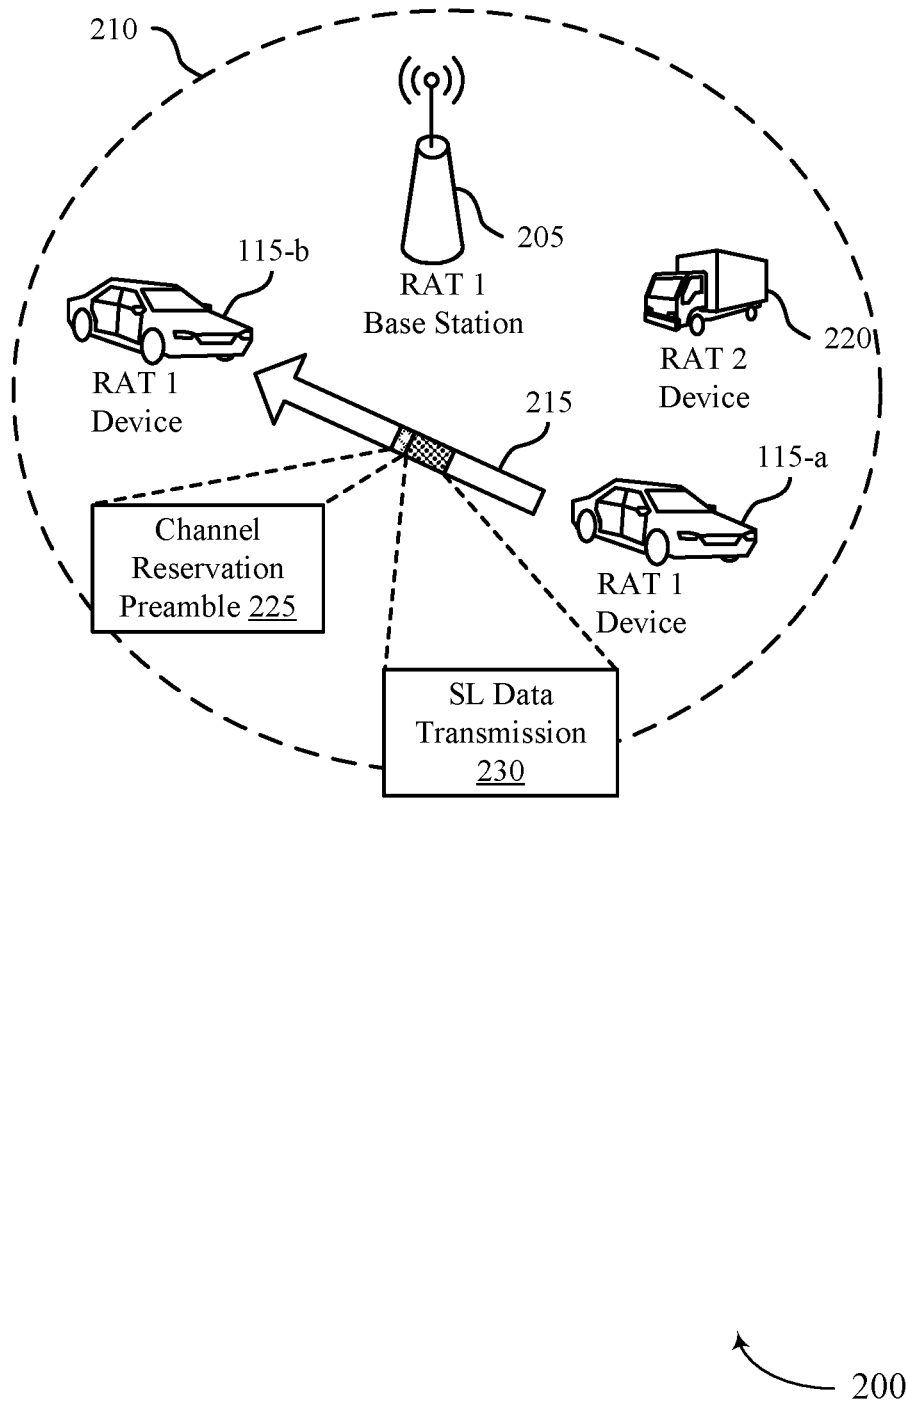 210
205
RAT 1
Base Station
115-b
RAT 1
Device
220
RAT 2
Device
215
115-a
RAT 1
Device
Channel
Reservation
Preamble 225
SL Data
Transmission
230
200